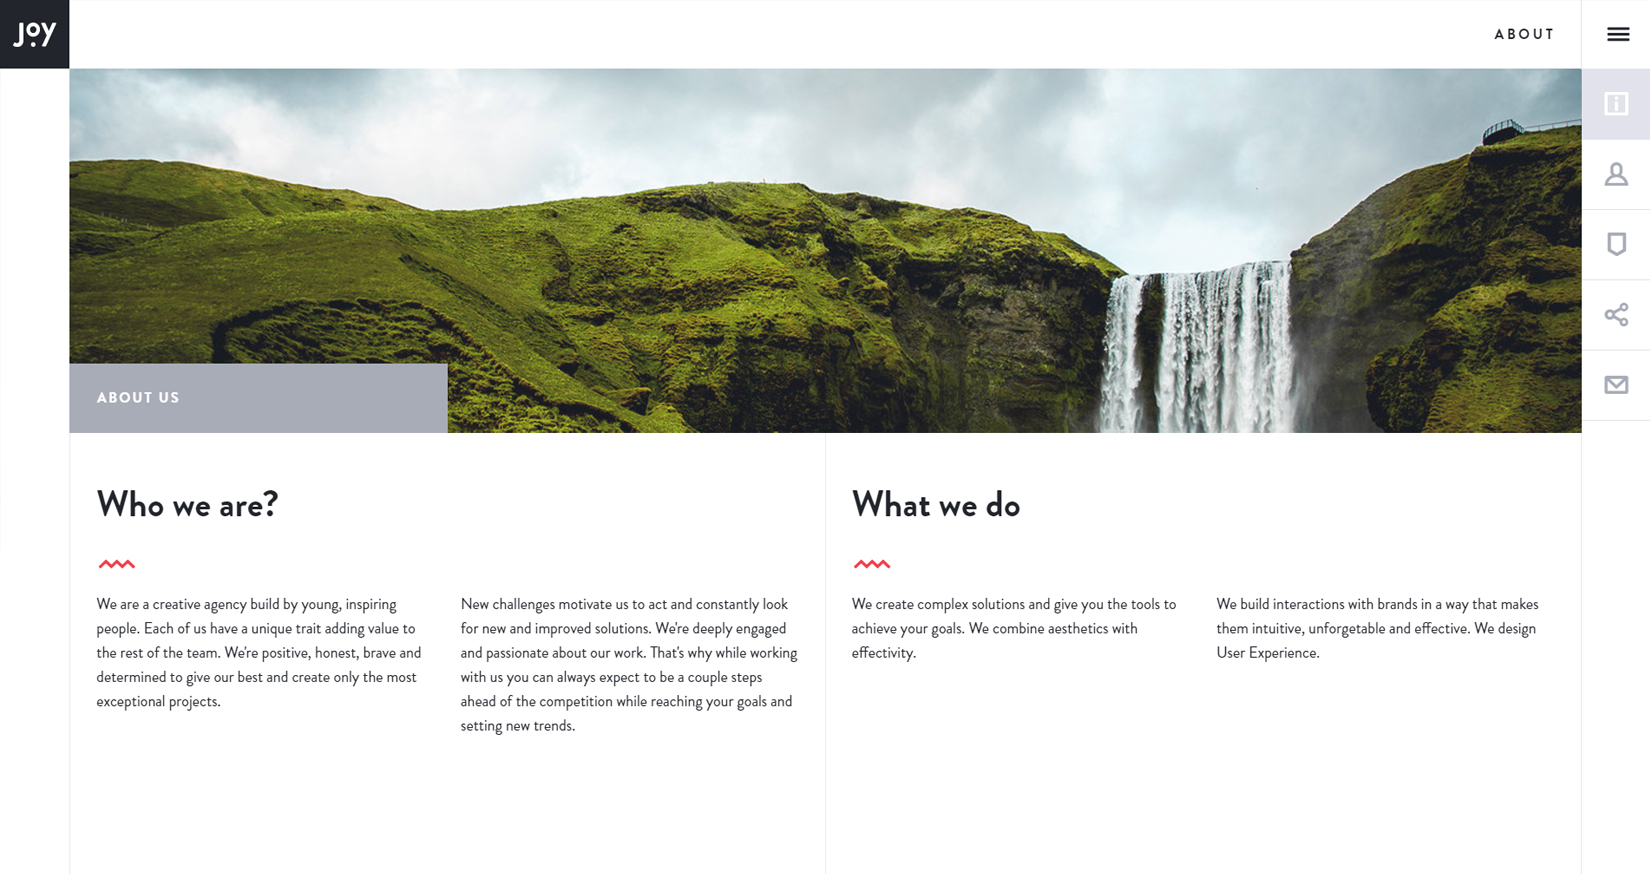 JOY
ABOUT
ABOUT US
Who we are?
We are a creative agency build by young, inspiring
people. Each of us have a unique trait adding value to
the rest of the team. We're positive, honest, brave and
determined to give our best and create only the most
exceptional projects.
New challenges motivate us to act and constantly look
for new and improved solutions. We're deeply engaged
and passionate about our work. That's why while working
with us you can always expect to be a couple steps
ahead of the competition while reaching your goals and
setting new trends.
What we do
We create complex solutions and give you the tools to
achieve your goals. We combine aesthetics with
effectivity.
We build interactions with brands in a way that makes
them intuitive, unforgetable and effective. We design
User Experience.